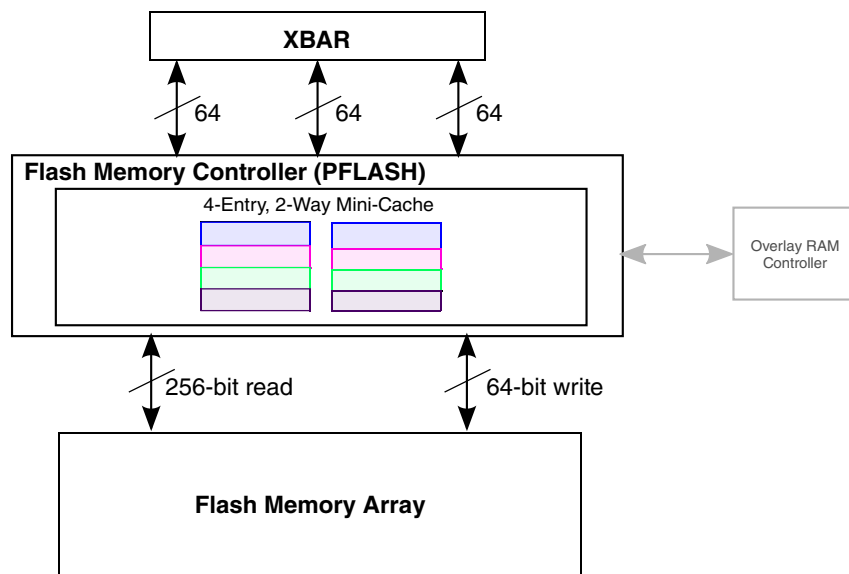 XBAR
64
64
64
Flash Memory Controller (PFLASH)
4-Entry, 2-Way Mini-Cache
Overlay RAM
Controller
256-bit read
64-bit write
Flash Memory Array